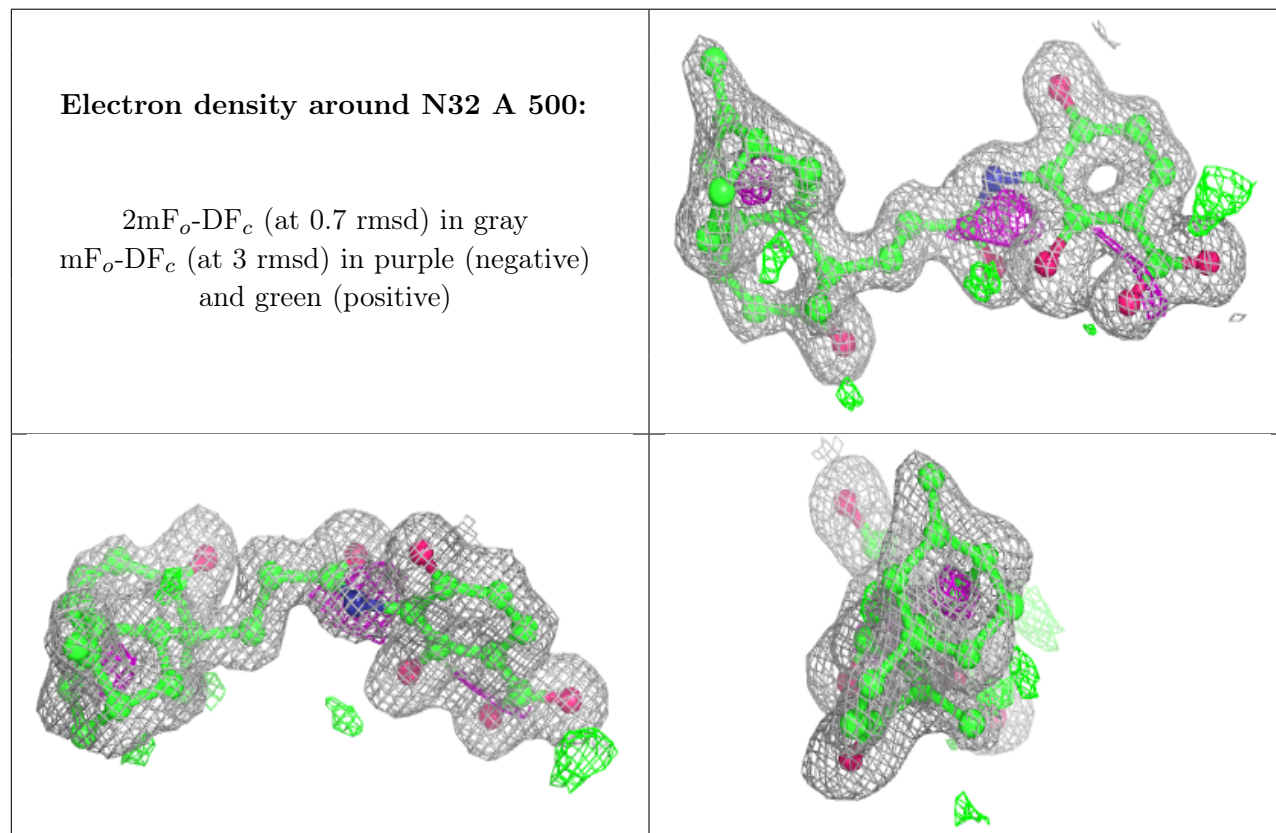 Electron density around N32 A 500:
2mFo-DFc (at 0.7 rmsd) in gray
mFo-DFc (at 3 rmsd) in purple (negative)
and green (positive)